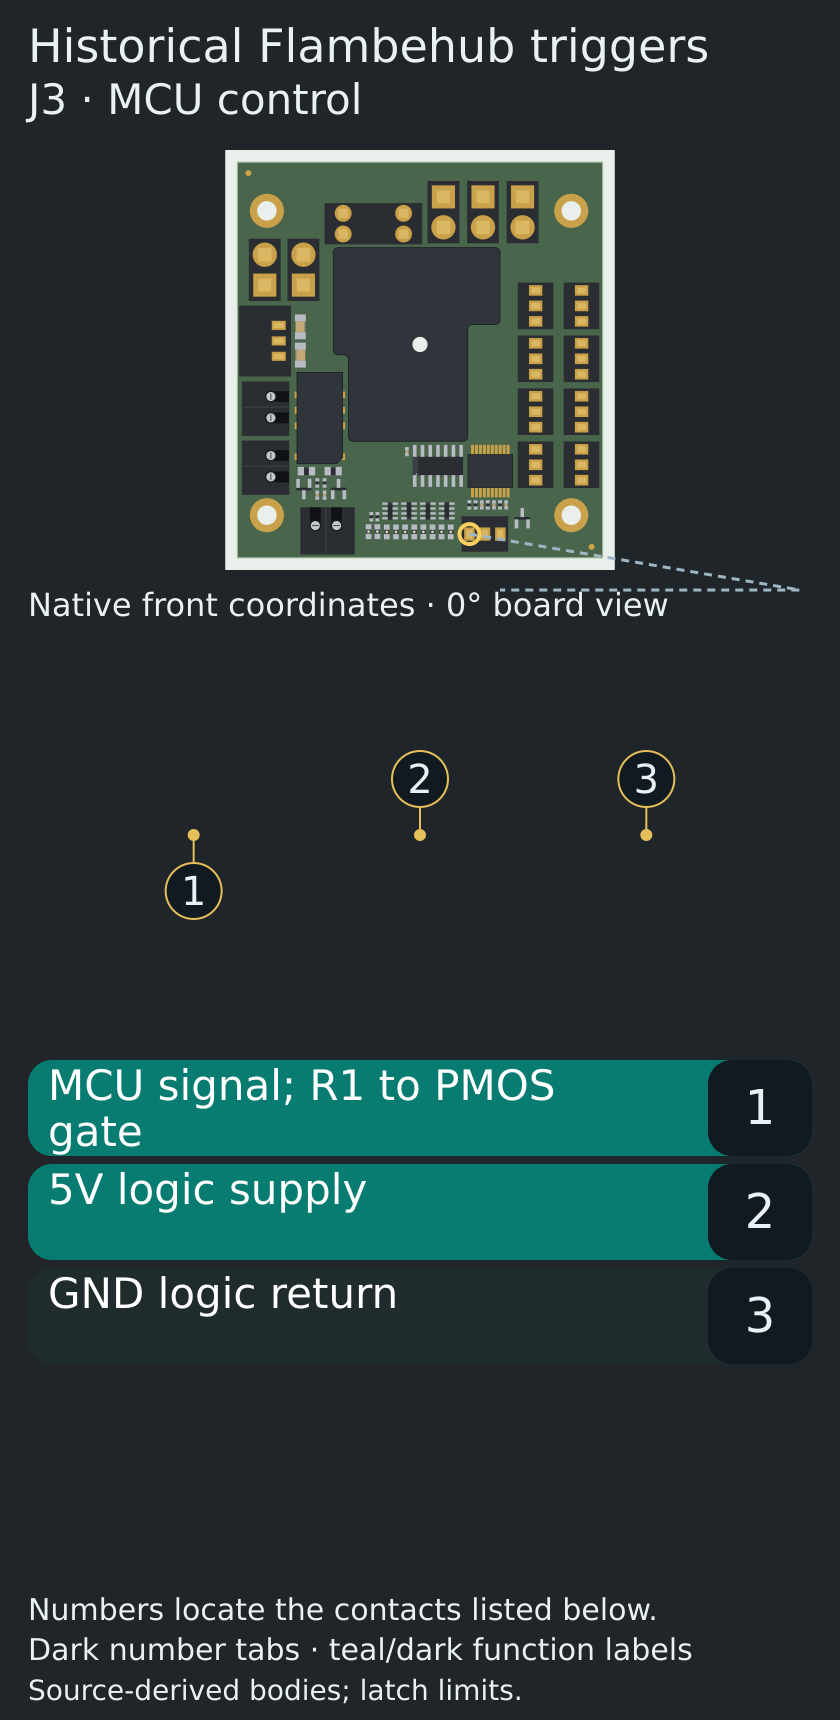 Historical Flambehub triggers
J3 · MCU control
Native front coordinates · 0° board view
2
3
1
MCU signal; R1 to PMOS
gate
1
5V logic supply
2
GND logic return
3
Numbers locate the contacts listed below.
Dark number tabs · teal/dark function labels
Source-derived bodies; latch limits.